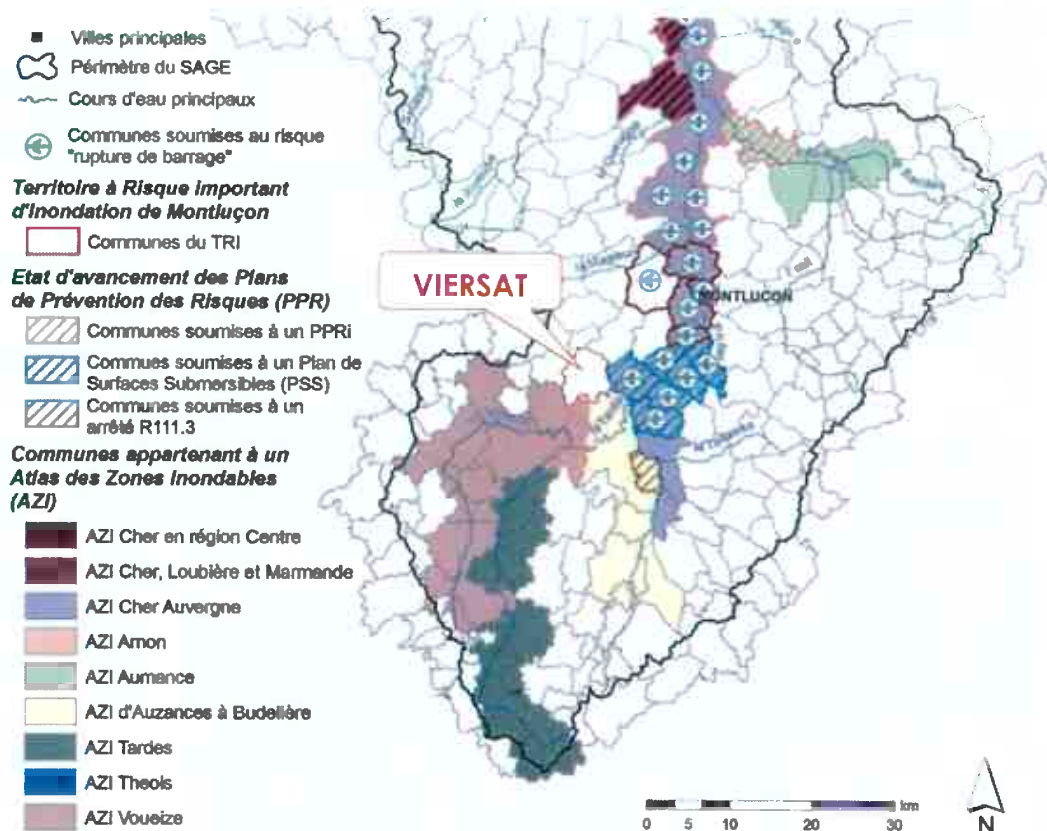 Villes principales
Périmètre du SAGE
Cours d'eau principaux
Communes soumises au risque
"rupture de barrage"
Territoire à Risque important
d'Inondation de Montluçon
Communes du TRI
Etat d'avancement des Plans
de Prévention des Risques (PPR)
Communes soumises à un PPRi
Commues soumises à un Plan de
Surfaces Submersibles (PSS)
Communes soumises à un
arrêté R111.3
Communes appartenant à un
Atlas des Zones Inondables
(AZI)
AZI Cher en région Centre
AZI Cher, Loubière et Marmande
AZI Cher Auvergne
AZI Arnon
AZI Aumance
AZI d'Auzances à Budelière
AZI Tardes
AZI Theols
AZI Voueize
VIERSAT
MONTLUÇON
0 5 10 20 30 km
N